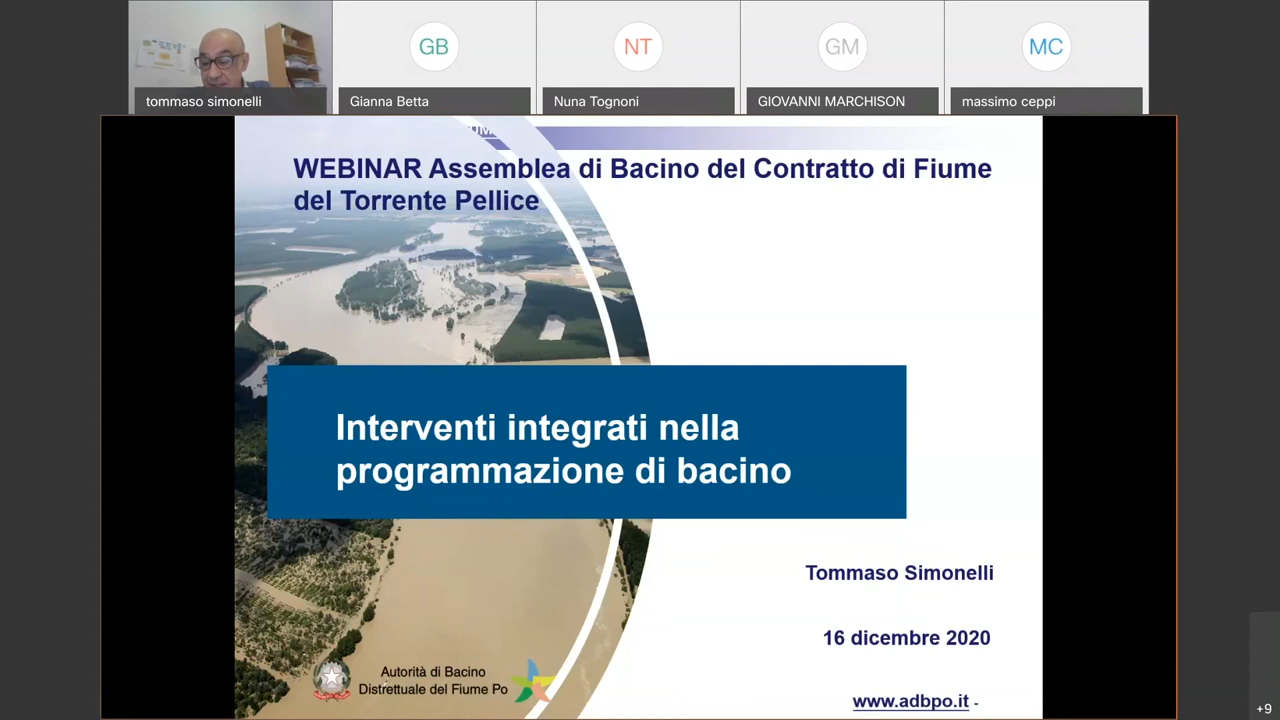 GB
NT
GM
MC
tommaso simonelli
Gianna Betta
Nuna Tognoni
GIOVANNI MARCHISON
massimo ceppi
WEBINAR Assemblea di Bacino del Contratto di Fiume
del Torrente Pellice
Interventi integrati nella
programmazione di bacino
Tommaso Simonelli
16 dicembre 2020
Autorità di Bacino
Distrettuale del Fiume Po
www.adbpo.it -
+9